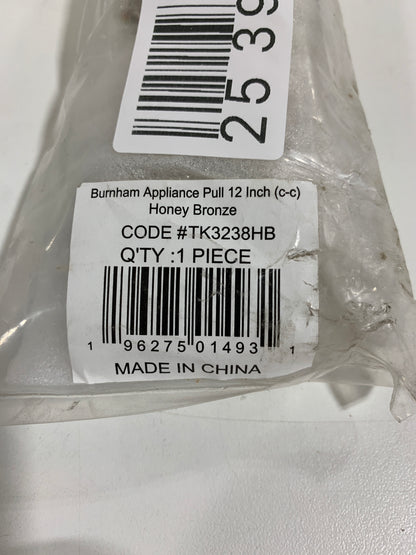 25 39
Burnham Appliance Pull 12 Inch (c-c)
Honey Bronze
CODE #TK3238HB
Q'TY :1 PIECE
1 96275 01493 1
MADE IN CHINA